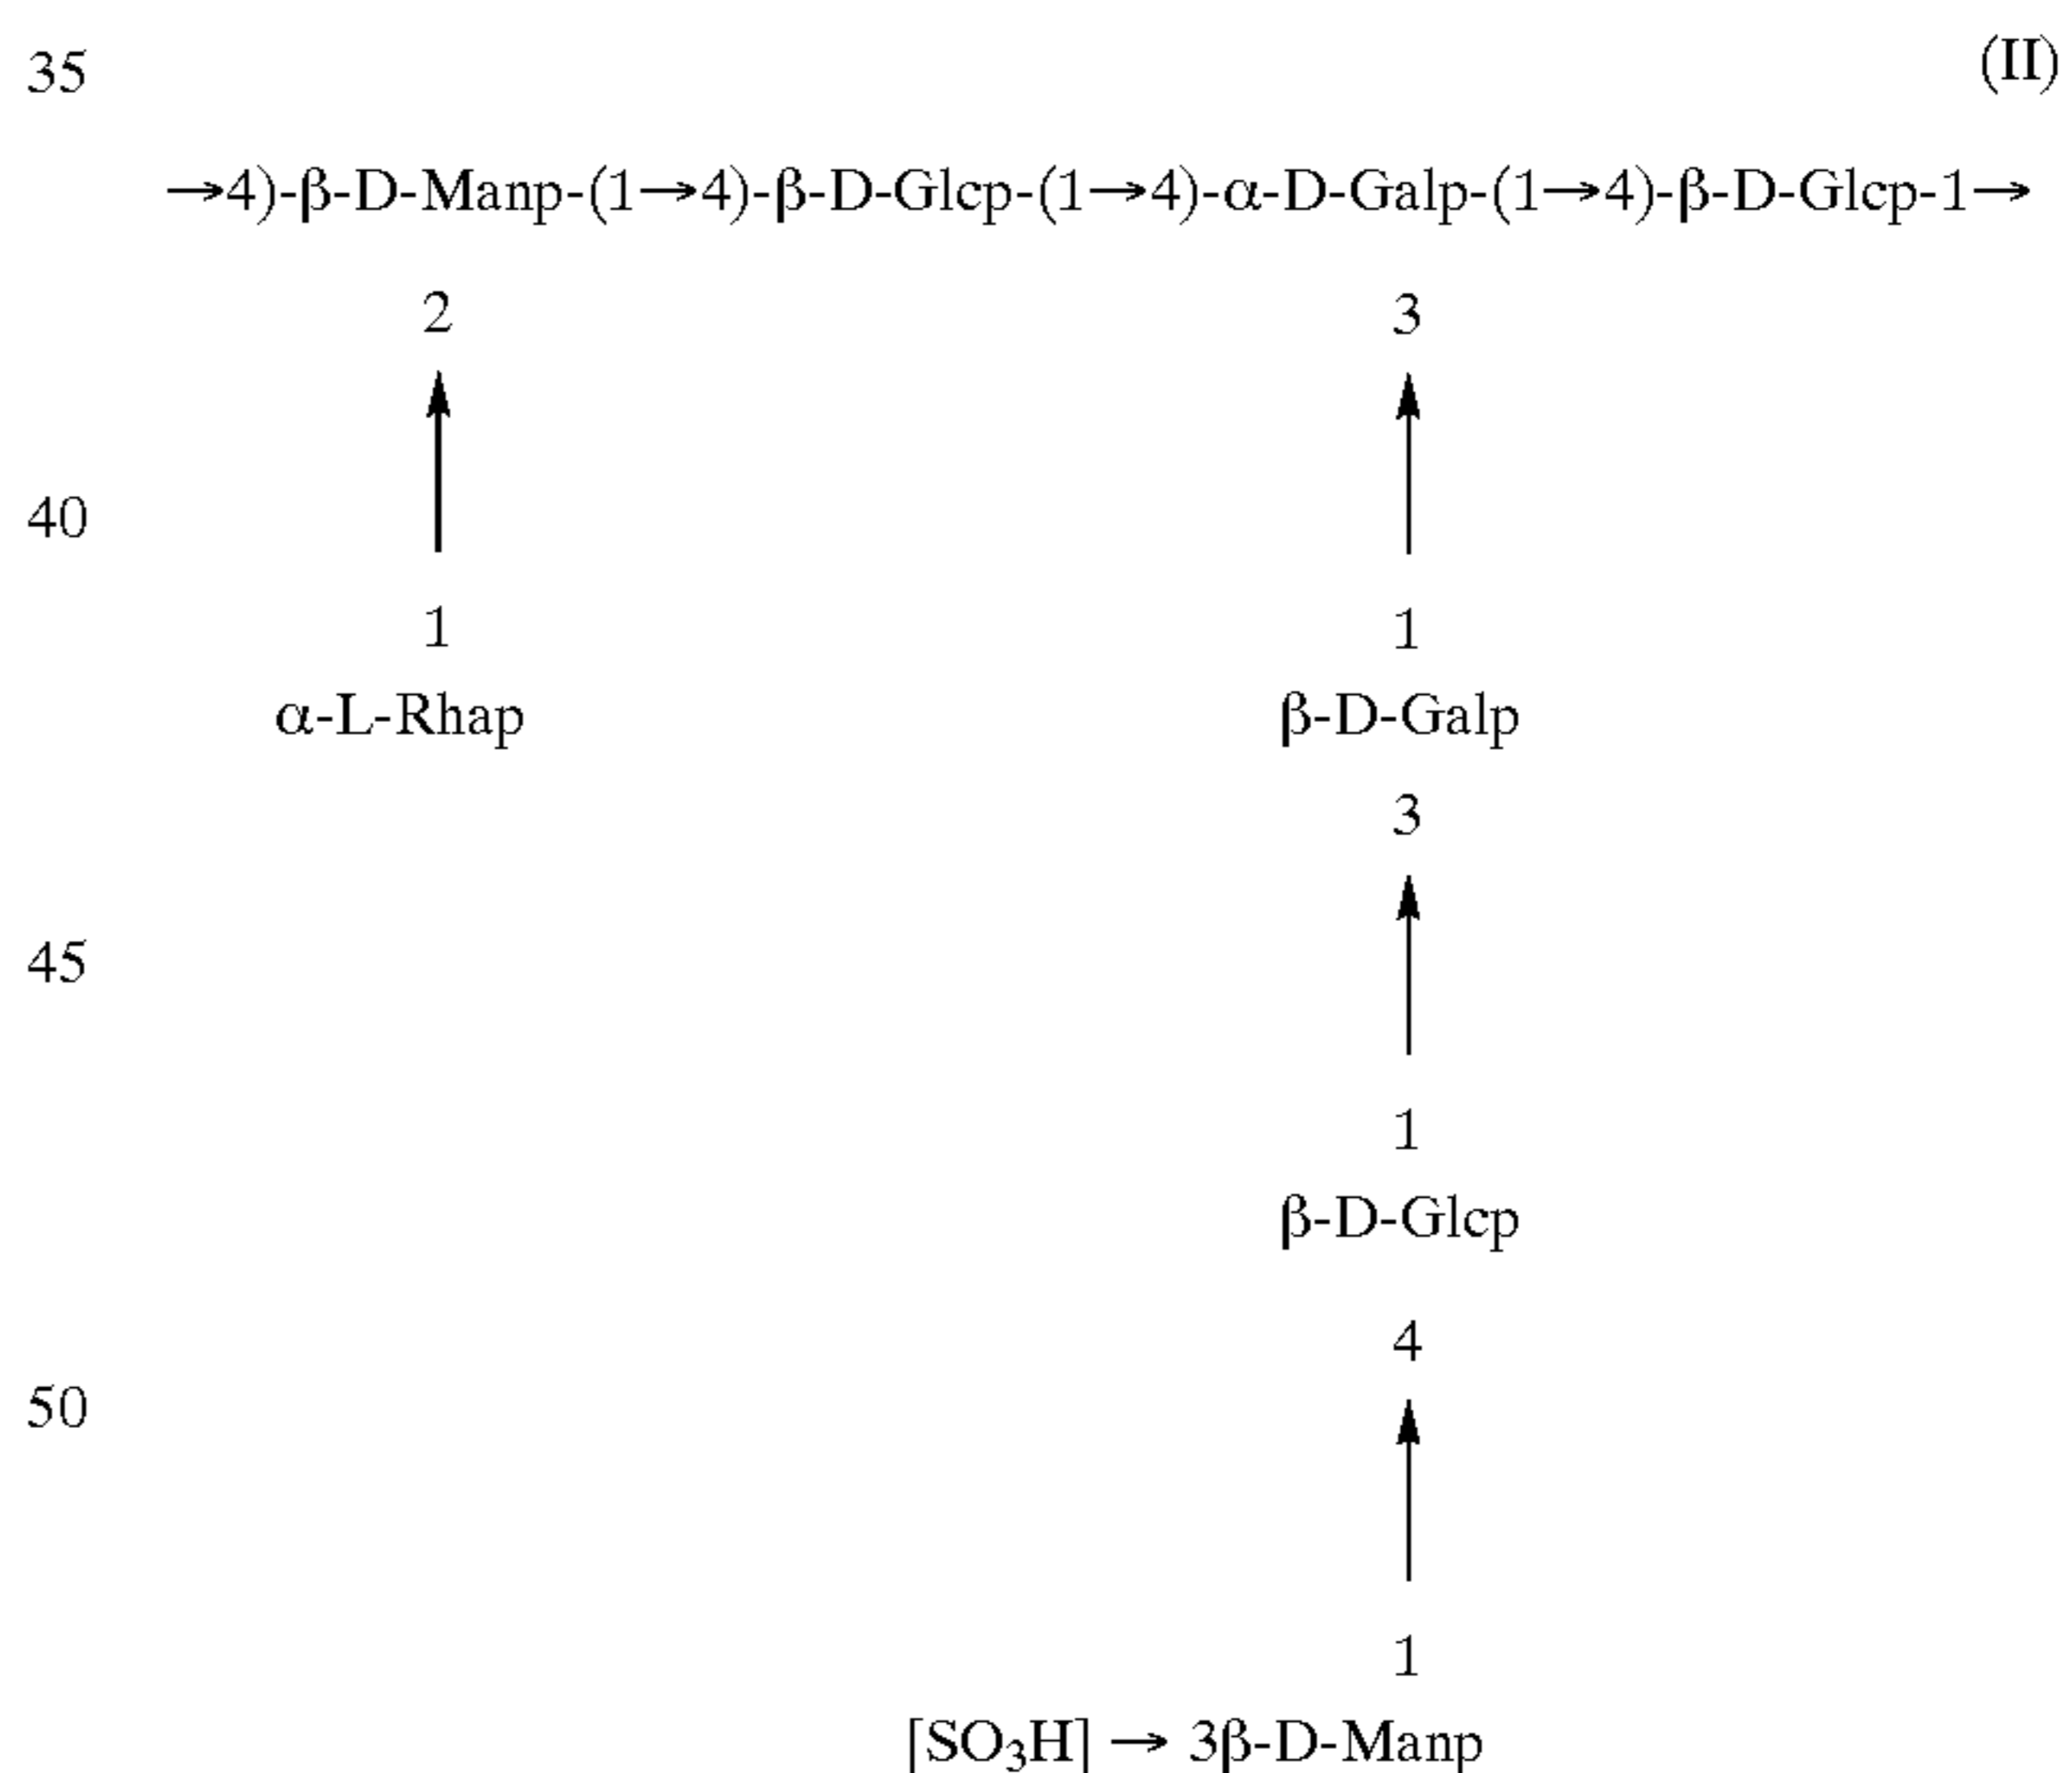 35 (II)
→4)-β-D-Manp-(1→4)-β-D-Glcp-(1→4)-α-D-Galp-(1→4)-β-D-Glcp-1→
2 3
40
1 1
α-L-Rhap β-D-Galp
3
45
1
β-D-Glcp
4
50
1
[SO₃H] → 3β-D-Manp